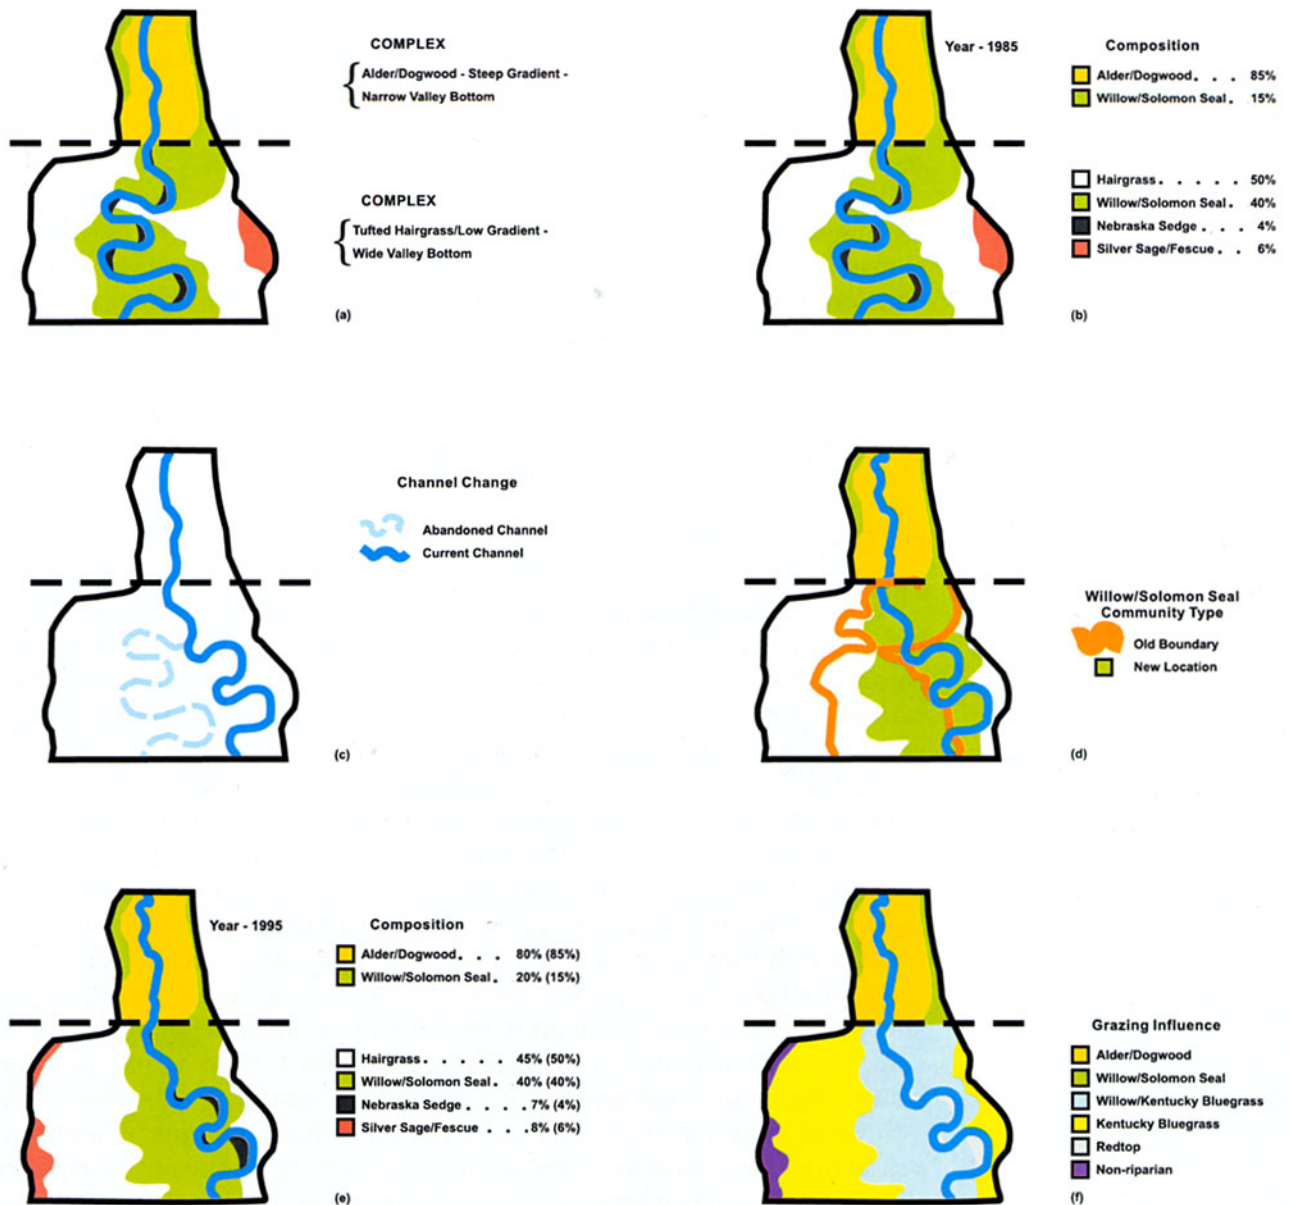 COMPLEX
Alder/Dogwood - Steep Gradient -
Narrow Valley Bottom
COMPLEX
Tufted Hairgrass/Low Gradient -
Wide Valley Bottom
(a)
Year - 1985
Composition
Alder/Dogwood. . . . 85%
Willow/Solomon Seal . 15%
Hairgrass . . . . . 50%
Willow/Solomon Seal . 40%
Nebraska Sedge . . . 4%
Silver Sage/Fescue . . 6%
(b)
Channel Change
Abandoned Channel
Current Channel
(c)
Willow/Solomon Seal
Community Type
Old Boundary
New Location
(d)
Year - 1995
Composition
Alder/Dogwood. . . . 80% (85%)
Willow/Solomon Seal . 20% (15%)
Hairgrass . . . . . 45% (50%)
Willow/Solomon Seal . 40% (40%)
Nebraska Sedge . . . . 7% (4%)
Silver Sage/Fescue . . . 8% (6%)
(e)
Grazing Influence
Alder/Dogwood
Willow/Solomon Seal
Willow/Kentucky Bluegrass
Kentucky Bluegrass
Redtop
Non-riparian
(f)